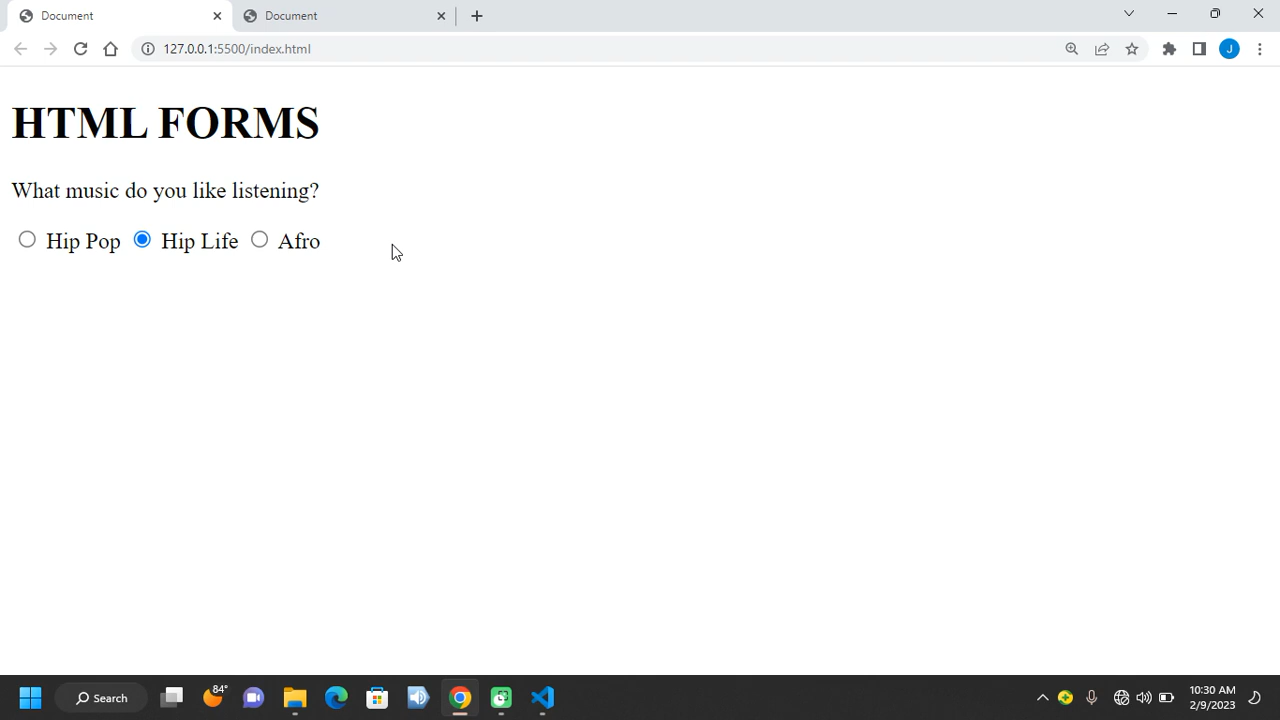 Document
Document
127.0.0.1:5500/index.html
J
HTML FORMS
What music do you like listening?
Hip Pop Hip Life Afro
84°
Search
10:30 AM
2/9/2023